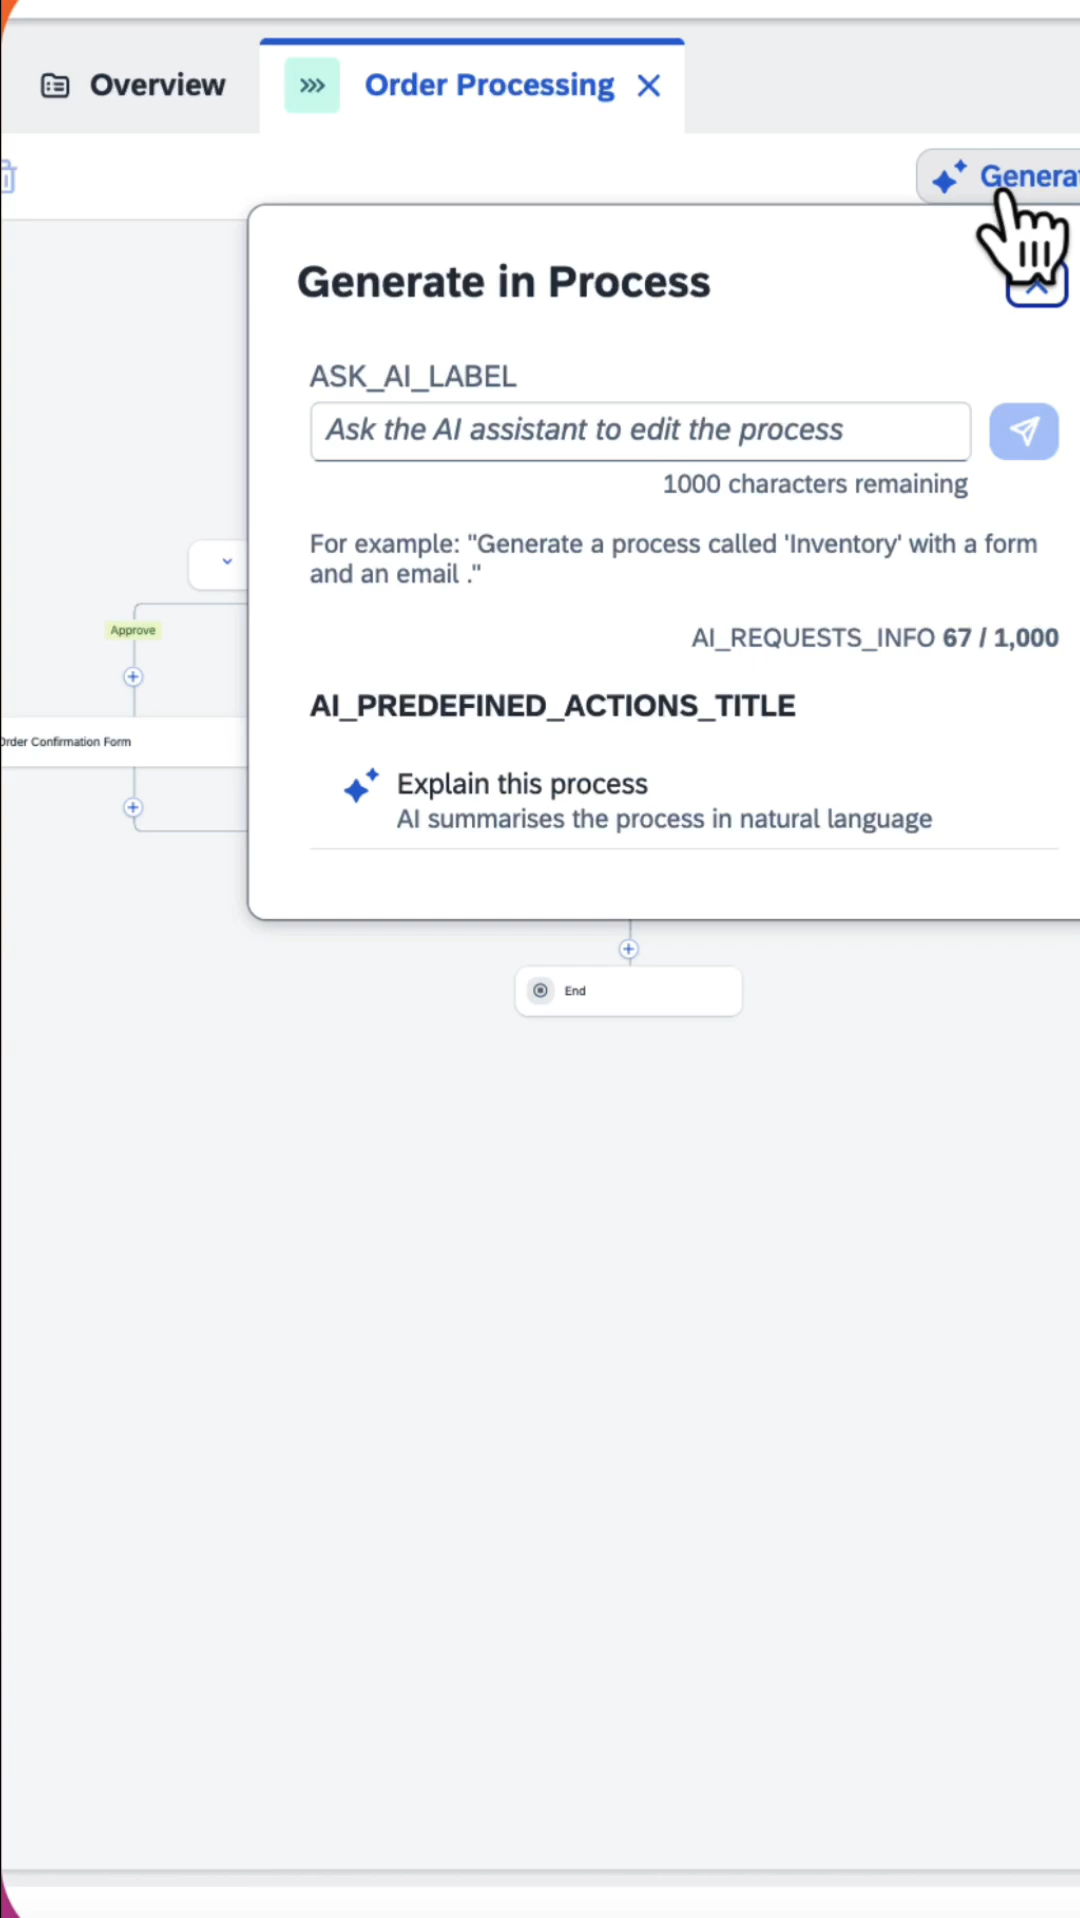 Overview
Order Processing
Generat
Generate in Process
ASK_AI_LABEL
Ask the AI assistant to edit the process
1000 characters remaining
For example: "Generate a process called 'Inventory' with a form
and an email ."
AI_REQUESTS_INFO 67 / 1,000
Approve
AI_PREDEFINED_ACTIONS_TITLE
Order Confirmation Form
Explain this process
AI summarises the process in natural language
End